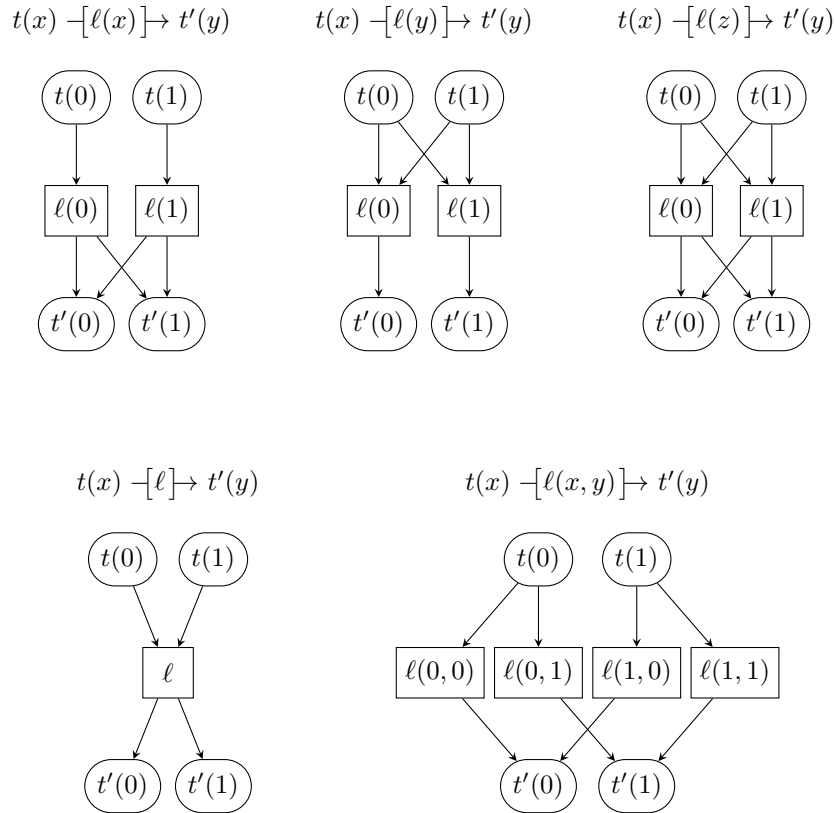 t(x) –[ℓ(x)]→ t′(y) t(x) –[ℓ(y)]→ t′(y) t(x) –[ℓ(z)]→ t′(y)
t(0) t(1) t(0) t(1) t(0) t(1)
ℓ(0) ℓ(1) ℓ(0) ℓ(1) ℓ(0) ℓ(1)
t′(0) t′(1) t′(0) t′(1) t′(0) t′(1)
t(x) –[ℓ]→ t′(y) t(x) –[ℓ(x, y)]→ t′(y)
t(0) t(1) t(0) t(1)
ℓ ℓ(0, 0) ℓ(0, 1) ℓ(1, 0) ℓ(1, 1)
t′(0) t′(1) t′(0) t′(1)